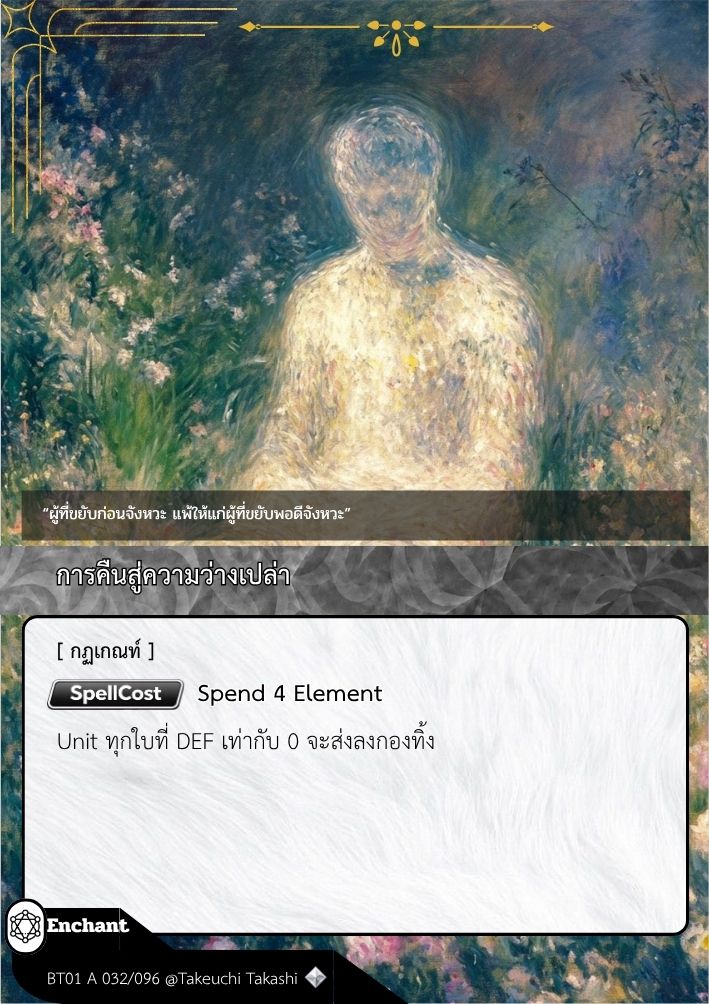 “ผู้ที่ขยับก่อนจังหวะ แพ้ให้แก่ผู้ที่ขยับพอดีจังหวะ”
การคืนสู่ความว่างเปล่า
[ กฏเกณท์ ]
SpellCost Spend 4 Element
Unit ทุกใบที่ DEF เท่ากับ 0 จะส่งลงกองทิ้ง
Enchant
BT01 A 032/096 @Takeuchi Takashi